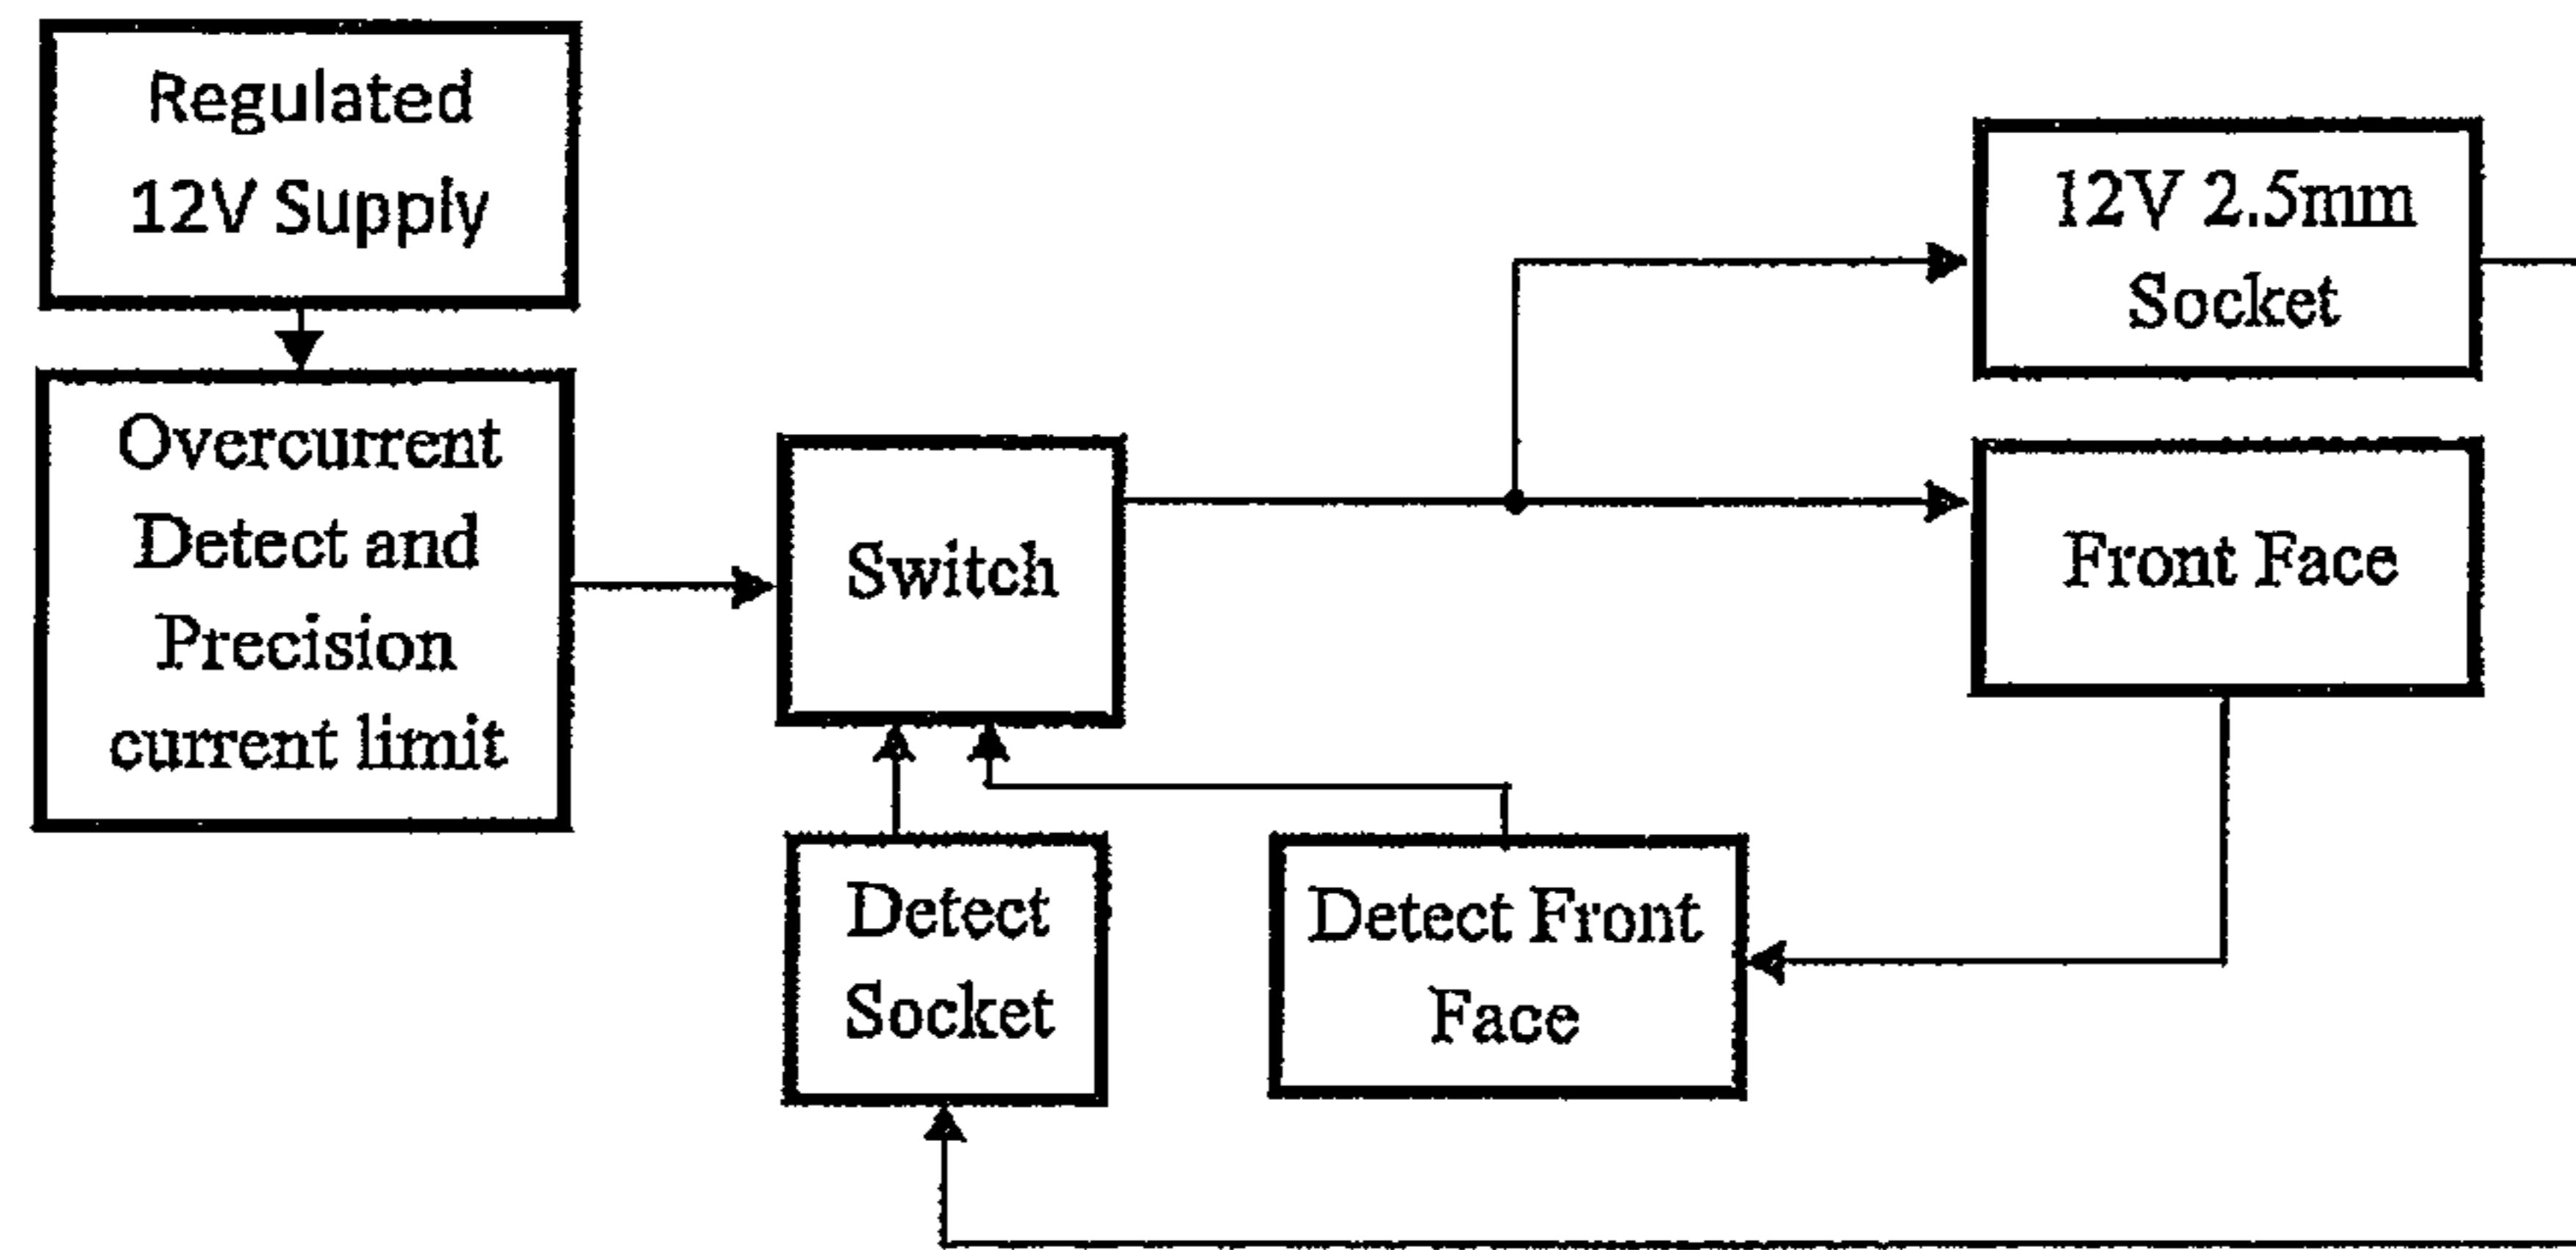 Regulated
12V Supply
Overcurrent
Detect and
Precision
current limit
Switch
12V 2.5mm
Socket
Front Face
Detect
Socket
Detect Front
Face